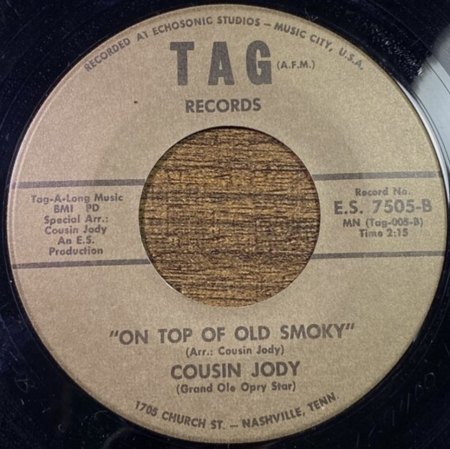 RECORDED AT ECHOSONIC STUDIOS – MUSIC CITY, U.S.A.
TAG (A.F.M.)
RECORDS
Tag-A-Long Music
BMI PD
Special Arr.:
Cousin Jody
An E.S.
Production
Record No.
E.S. 7505-B
MN (Tag-005-B)
Time 2:15
"ON TOP OF OLD SMOKY"
(Arr.: Cousin Jody)
COUSIN JODY
(Grand Ole Opry Star)
1705 CHURCH ST. – NASHVILLE, TENN.